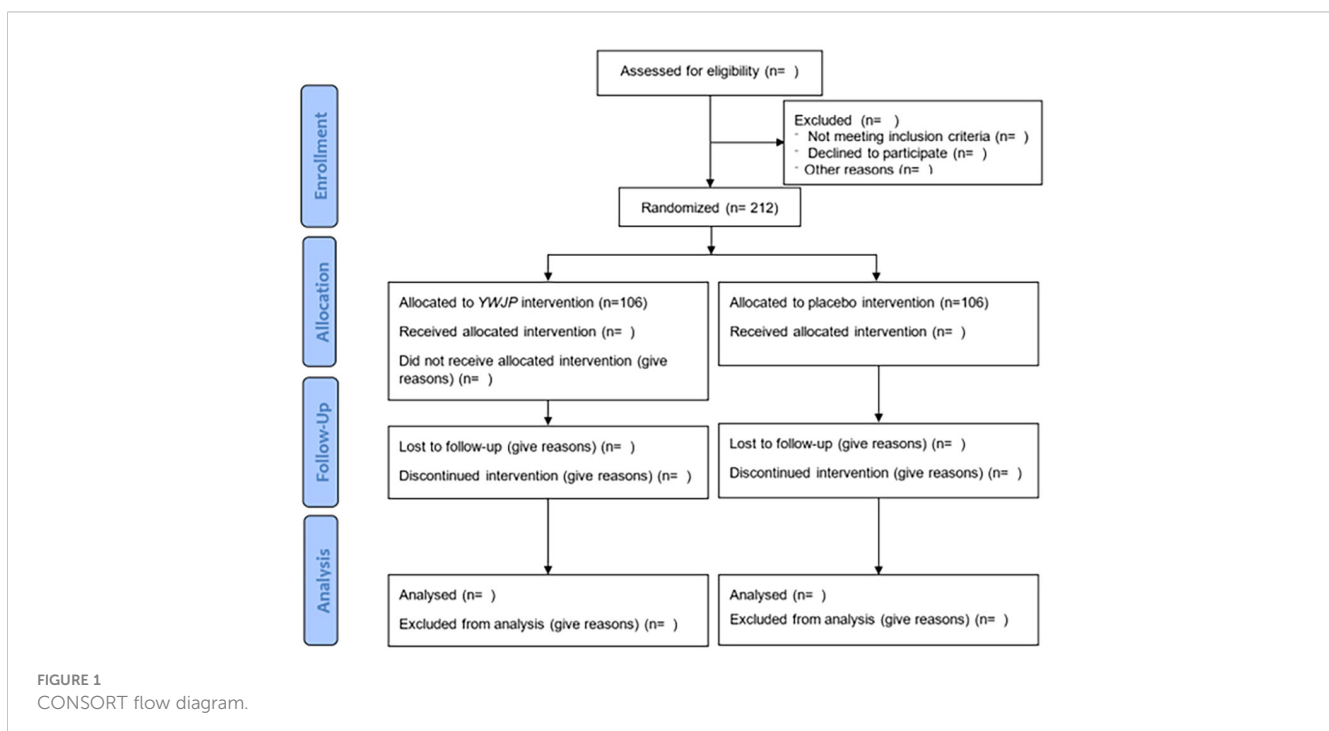 Assessed for eligibility (n= )
Enrollment
Excluded (n= )
- Not meeting inclusion criteria (n= )
- Declined to participate (n= )
- Other reasons (n= )
Randomized (n= 212)
Allocation
Allocated to YWJP intervention (n=106)
Received allocated intervention (n= )
Did not receive allocated intervention (give
reasons) (n= )
Allocated to placebo intervention (n=106)
Received allocated intervention (n= )
Follow-Up
Lost to follow-up (give reasons) (n= )
Discontinued intervention (give reasons) (n= )
Lost to follow-up (give reasons) (n= )
Discontinued intervention (give reasons) (n= )
Analysis
Analysed (n= )
Excluded from analysis (give reasons) (n= )
Analysed (n= )
Excluded from analysis (give reasons) (n= )
FIGURE 1
CONSORT flow diagram.